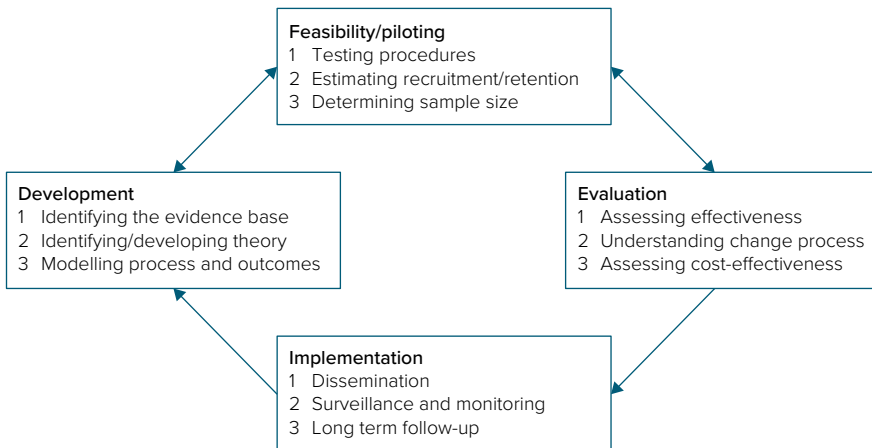 Feasibility/piloting
1 Testing procedures
2 Estimating recruitment/retention
3 Determining sample size
Development
1 Identifying the evidence base
2 Identifying/developing theory
3 Modelling process and outcomes
Evaluation
1 Assessing effectiveness
2 Understanding change process
3 Assessing cost-effectiveness
Implementation
1 Dissemination
2 Surveillance and monitoring
3 Long term follow-up